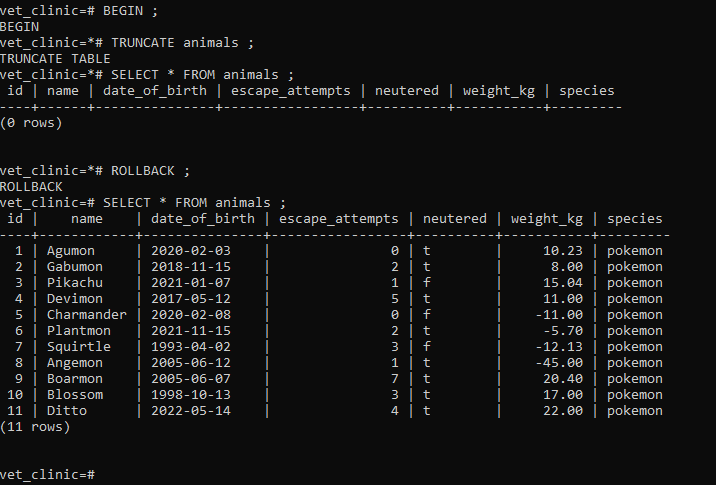 vet_clinic=# BEGIN ;
BEGIN
vet_clinic=*# TRUNCATE animals ;
TRUNCATE TABLE
vet_clinic=*# SELECT * FROM animals ;
 id | name | date_of_birth | escape_attempts | neutered | weight_kg | species
----+------+---------------+-----------------+----------+-----------+---------
(0 rows)
vet_clinic=*# ROLLBACK ;
ROLLBACK
vet_clinic=# SELECT * FROM animals ;
 id |    name    | date_of_birth | escape_attempts | neutered | weight_kg | species
----+------------+---------------+-----------------+----------+-----------+---------
  1 | Agumon     | 2020-02-03    |               0 | t        |     10.23 | pokemon
  2 | Gabumon    | 2018-11-15    |               2 | t        |      8.00 | pokemon
  3 | Pikachu    | 2021-01-07    |               1 | f        |     15.04 | pokemon
  4 | Devimon    | 2017-05-12    |               5 | t        |     11.00 | pokemon
  5 | Charmander | 2020-02-08    |               0 | f        |    -11.00 | pokemon
  6 | Plantmon   | 2021-11-15    |               2 | t        |     -5.70 | pokemon
  7 | Squirtle   | 1993-04-02    |               3 | f        |    -12.13 | pokemon
  8 | Angemon    | 2005-06-12    |               1 | t        |    -45.00 | pokemon
  9 | Boarmon    | 2005-06-07    |               7 | t        |     20.40 | pokemon
 10 | Blossom    | 1998-10-13    |               3 | t        |     17.00 | pokemon
 11 | Ditto      | 2022-05-14    |               4 | t        |     22.00 | pokemon
(11 rows)
vet_clinic=#